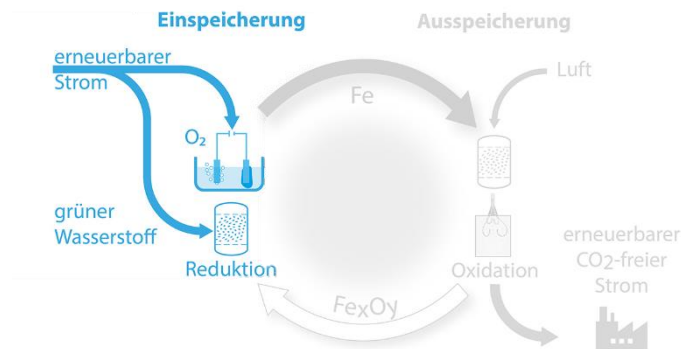 Einspeicherung
Ausspeicherung
erneuerbarer
Strom
Fe
Luft
O₂
grüner
Wasserstoff
Reduktion
Oxidation
erneuerbarer
CO2-freier
Strom
FexOy